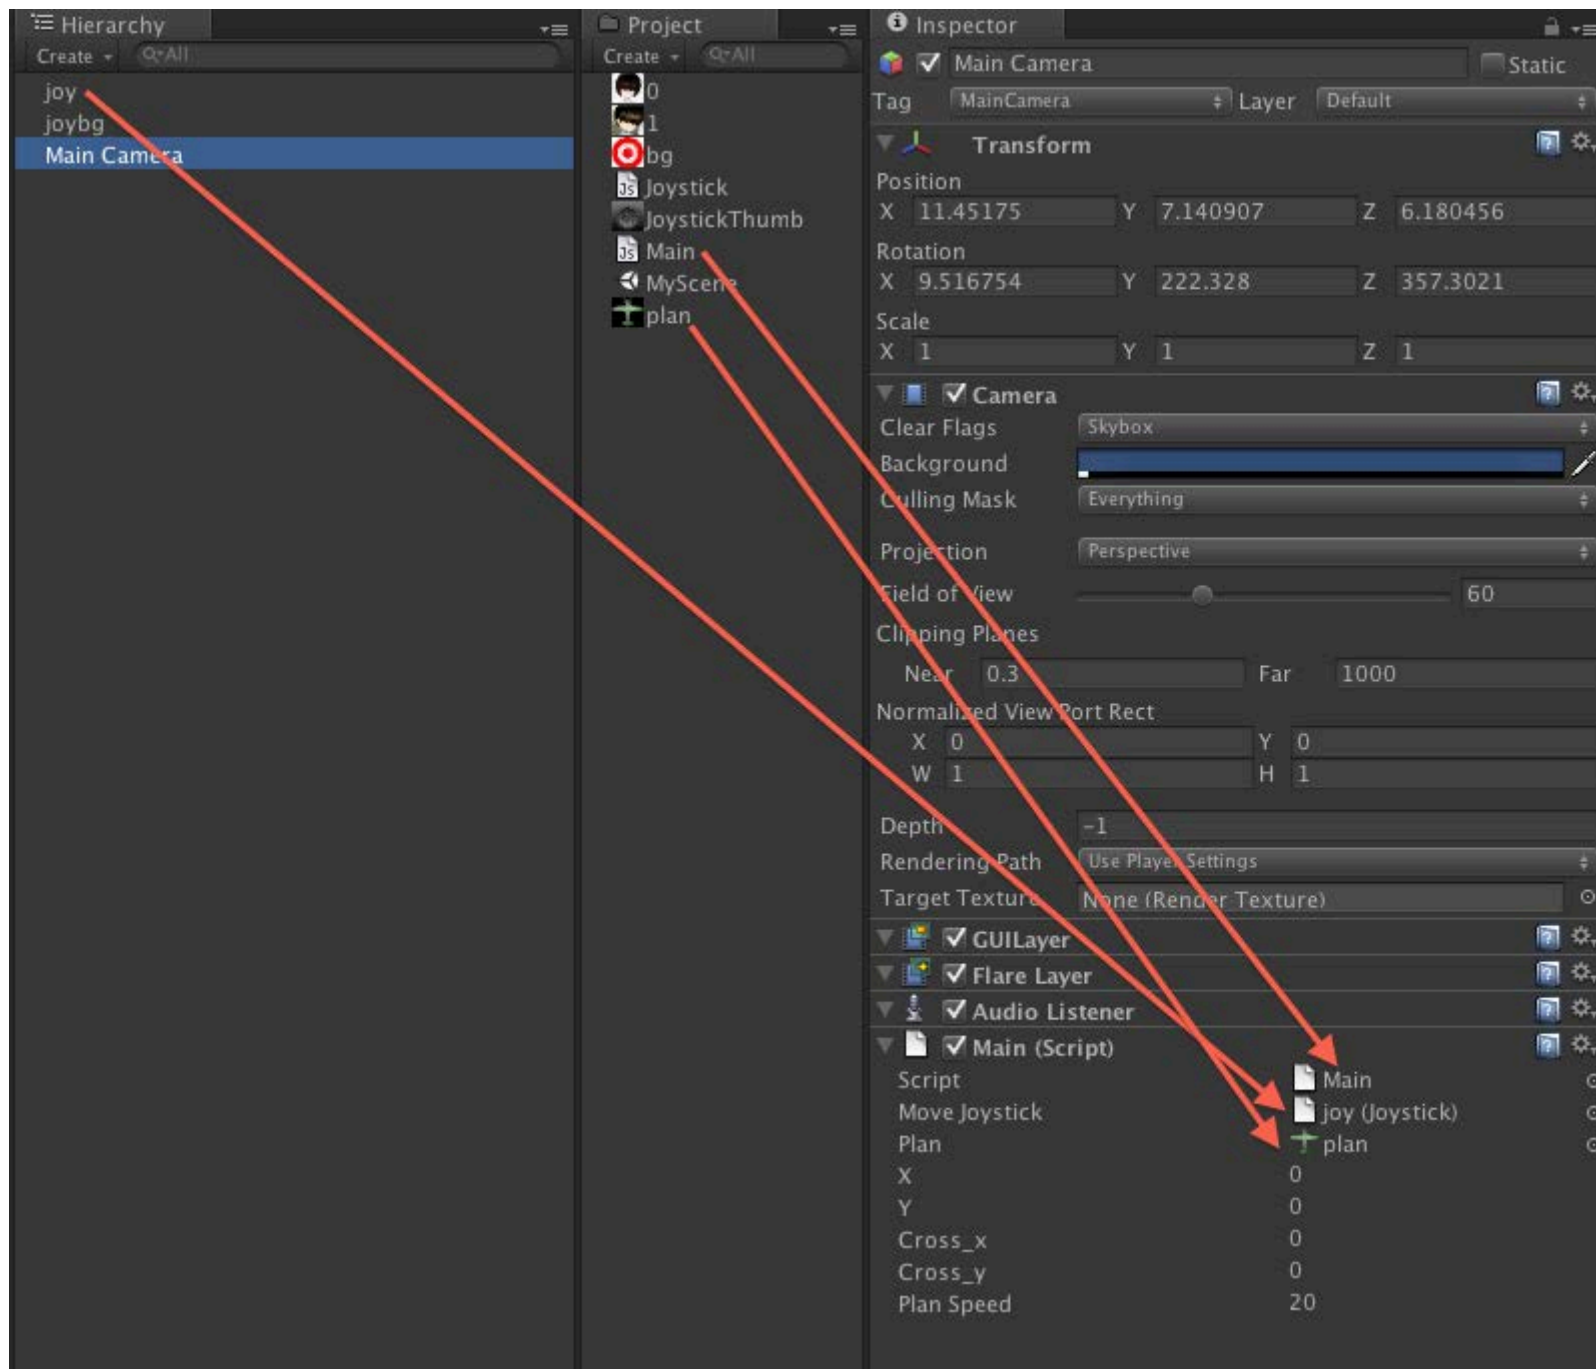 Hierarchy
Create All
joy
joybg
Main Camera
Project
Create All
0
1
bg
Joystick
JoystickThumb
Main
MyScene
plan
Inspector
Main Camera Static
Tag MainCamera Layer Default
Transform
Position
X 11.45175 Y 7.140907 Z 6.180456
Rotation
X 9.516754 Y 222.328 Z 357.3021
Scale
X 1 Y 1 Z 1
Camera
Clear Flags Skybox
Background
Culling Mask Everything
Projection Perspective
Field of View 60
Clipping Planes
Near 0.3 Far 1000
Normalized View Port Rect
X 0 Y 0
W 1 H 1
Depth -1
Rendering Path Use Player Settings
Target Texture None (Render Texture)
GUILayer
Flare Layer
Audio Listener
Main (Script)
Script Main
Move Joystick joy (Joystick)
Plan plan
X 0
Y 0
Cross_x 0
Cross_y 0
Plan Speed 20